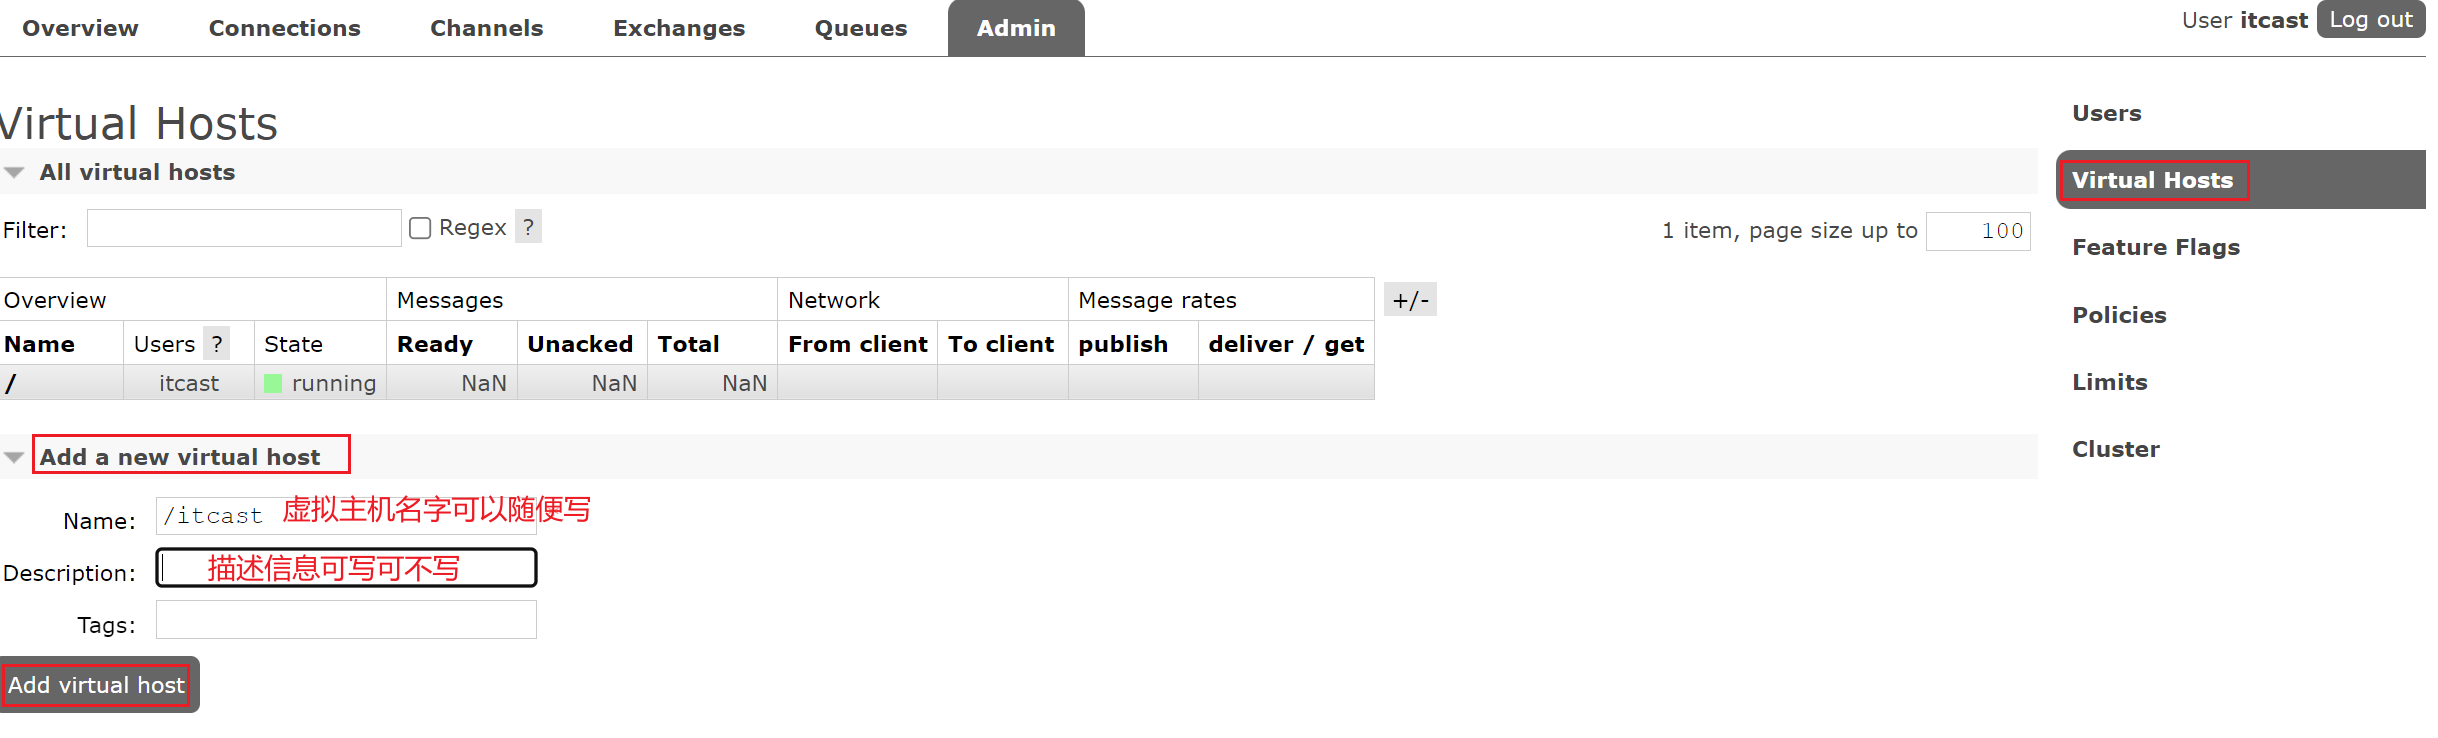 Overview Connections Channels Exchanges Queues Admin User itcast Log out
Virtual Hosts
All virtual hosts
Filter: Regex ? 1 item, page size up to 100
Overview Messages Network Message rates +/-
Name Users ? State Ready Unacked Total From client To client publish deliver / get
/ itcast running NaN NaN NaN
Add a new virtual host
Name: /itcast 虚拟主机名字可以随便写
Description: 描述信息可写可不写
Tags:
Add virtual host
Users
Virtual Hosts
Feature Flags
Policies
Limits
Cluster